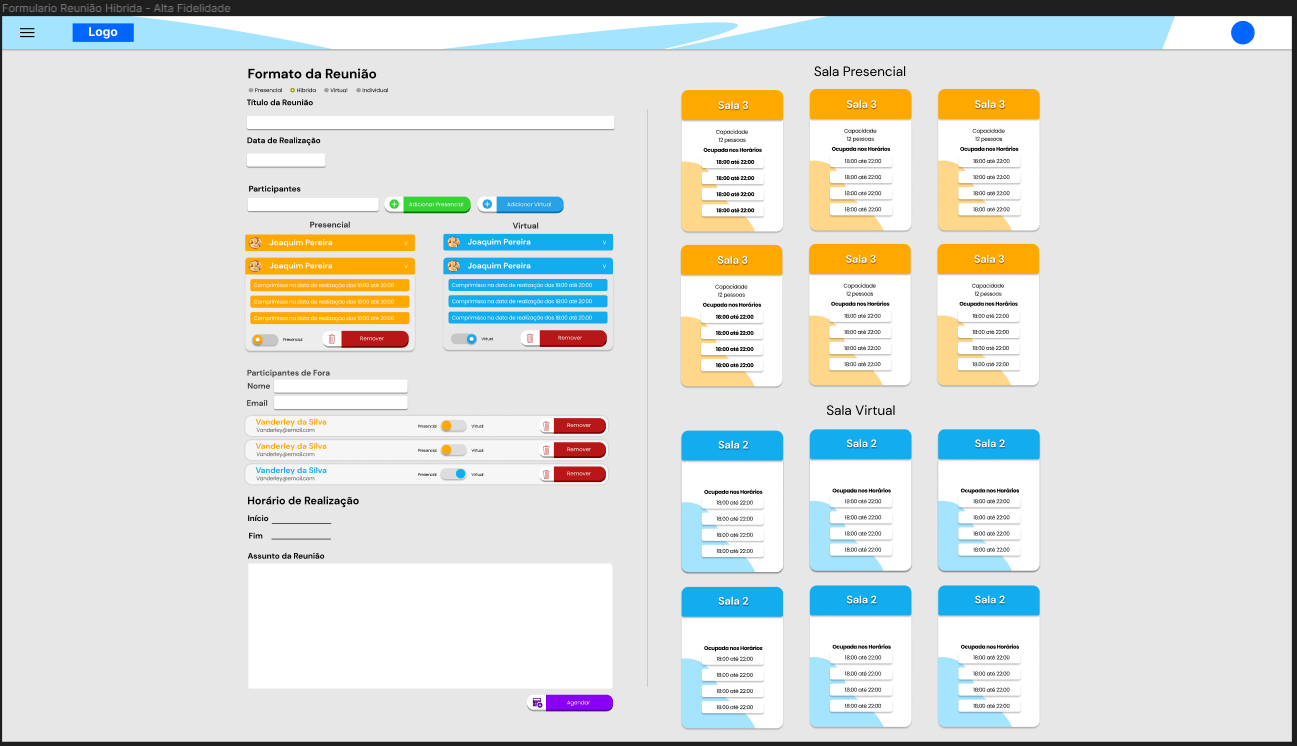 Formulario Reunião Hibrida - Alta Fidelidade
Logo
Formato da Reunião
Presencial Híbrida Virtual Individual
Título da Reunião
Data de Realização
Participantes
Adicionar Presencial Adicionar Virtual
Presencial
Joaquim Pereira
Joaquim Pereira
Comprimisso na data de realização das 18:00 até 20:00
Comprimisso na data de realização das 18:00 até 20:00
Comprimisso na data de realização das 18:00 até 20:00
Presencial Remover
Virtual
Joaquim Pereira
Joaquim Pereira
Comprimisso na data de realização das 18:00 até 20:00
Comprimisso na data de realização das 18:00 até 20:00
Comprimisso na data de realização das 18:00 até 20:00
Virtual Remover
Participantes de Fora
Nome
Email
Vanderley da Silva
Vanderley@email.com
Presencial Virtual Remover
Vanderley da Silva
Vanderley@email.com
Presencial Virtual Remover
Vanderley da Silva
Vanderley@email.com
Presencial Virtual Remover
Horário de Realização
Início
Fim
Assunto da Reunião
Agendar
Sala Presencial
Sala 3
Capacidade
12 pessoas
Ocupada nos Horários
18:00 até 22:00
18:00 até 22:00
18:00 até 22:00
18:00 até 22:00
Sala 3
Capacidade
12 pessoas
Ocupada nos Horários
18:00 até 22:00
18:00 até 22:00
18:00 até 22:00
18:00 até 22:00
Sala 3
Capacidade
12 pessoas
Ocupada nos Horários
18:00 até 22:00
18:00 até 22:00
18:00 até 22:00
18:00 até 22:00
Sala 3
Capacidade
12 pessoas
Ocupada nos Horários
18:00 até 22:00
18:00 até 22:00
18:00 até 22:00
18:00 até 22:00
Sala 3
Capacidade
12 pessoas
Ocupada nos Horários
18:00 até 22:00
18:00 até 22:00
18:00 até 22:00
18:00 até 22:00
Sala 3
Capacidade
12 pessoas
Ocupada nos Horários
18:00 até 22:00
18:00 até 22:00
18:00 até 22:00
18:00 até 22:00
Sala Virtual
Sala 2
Ocupada nos Horários
18:00 até 22:00
18:00 até 22:00
18:00 até 22:00
18:00 até 22:00
Sala 2
Ocupada nos Horários
18:00 até 22:00
18:00 até 22:00
18:00 até 22:00
18:00 até 22:00
Sala 2
Ocupada nos Horários
18:00 até 22:00
18:00 até 22:00
18:00 até 22:00
18:00 até 22:00
Sala 2
Ocupada nos Horários
18:00 até 22:00
18:00 até 22:00
18:00 até 22:00
18:00 até 22:00
Sala 2
Ocupada nos Horários
18:00 até 22:00
18:00 até 22:00
18:00 até 22:00
18:00 até 22:00
Sala 2
Ocupada nos Horários
18:00 até 22:00
18:00 até 22:00
18:00 até 22:00
18:00 até 22:00